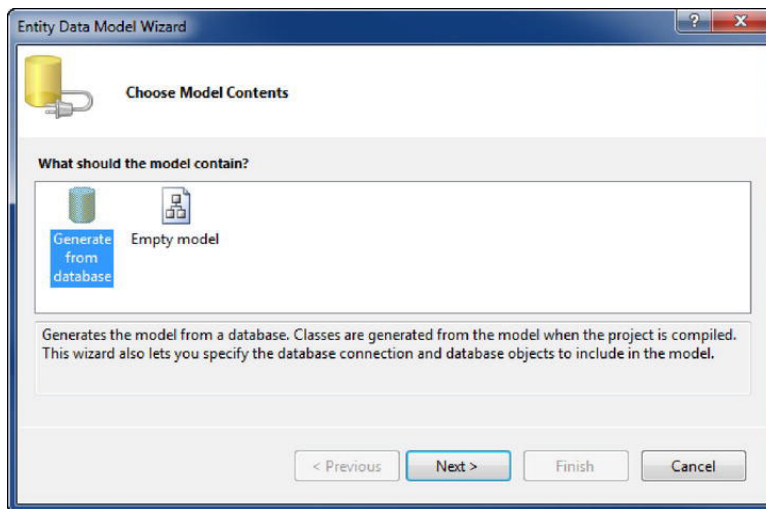 Entity Data Model Wizard
Choose Model Contents
What should the model contain?
Generate
from
database
Empty model
Generates the model from a database. Classes are generated from the model when the project is compiled.
This wizard also lets you specify the database connection and database objects to include in the model.
< Previous
Next >
Finish
Cancel